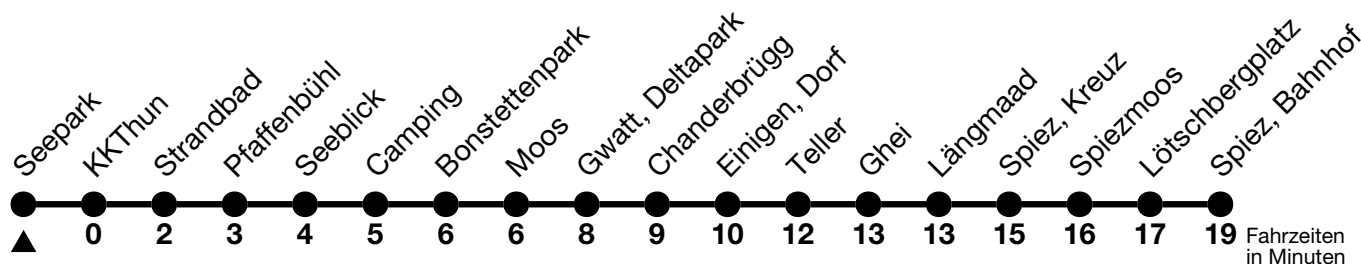 Seepark
KKThun
Strandbad
Pfaffenbühl
Seeblick
Camping
Bonstettenpark
Moos
Gwatt, Deltapark
Chanderbrügg
Einigen, Dorf
Teller
Ghei
Längmaad
Spiez, Kreuz
Spiezmoos
Lötschbergplatz
Spiez, Bahnhof
0 2 3 4 5 6 6 8 9 10 12 13 13 15 16 17 19 Fahrzeiten
in Minuten